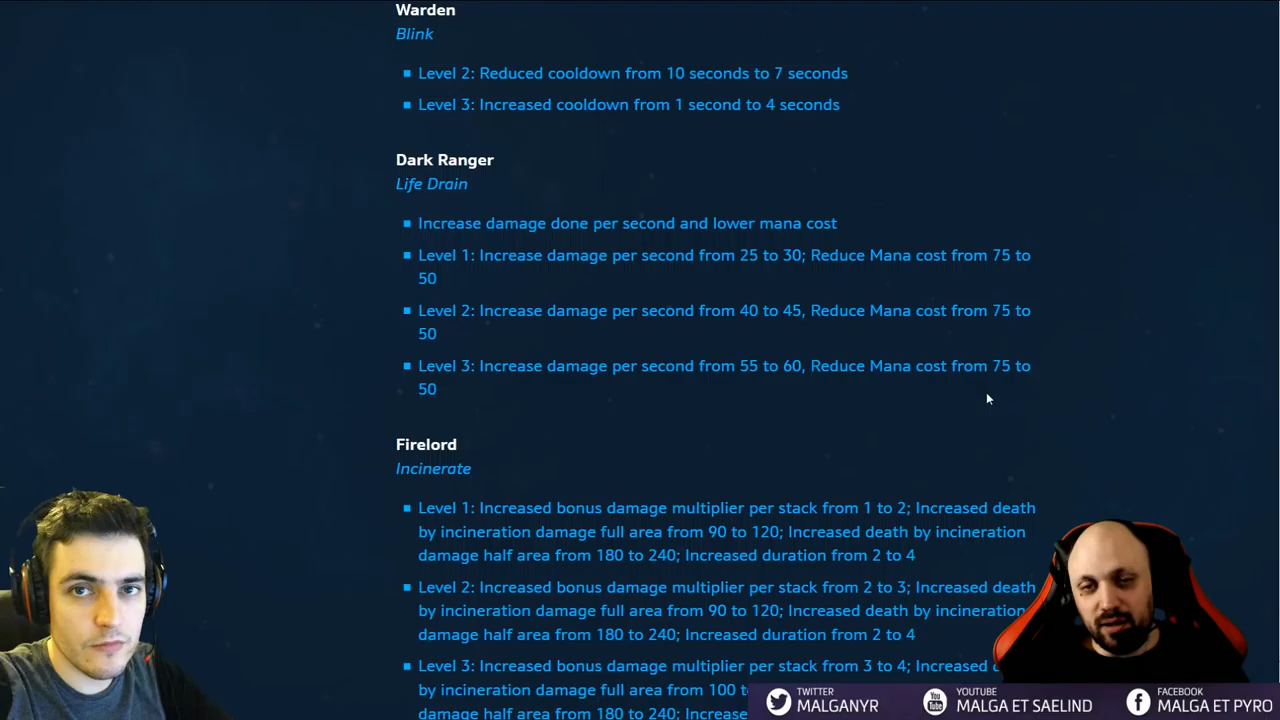 Warden
Blink
Level 2: Reduced cooldown from 10 seconds to 7 seconds
Level 3: Increased cooldown from 1 second to 4 seconds
Dark Ranger
Life Drain
Increase damage done per second and lower mana cost
Level 1: Increase damage per second from 25 to 30; Reduce Mana cost from 75 to
50
Level 2: Increase damage per second from 40 to 45, Reduce Mana cost from 75 to
50
Level 3: Increase damage per second from 55 to 60, Reduce Mana cost from 75 to
50
Firelord
Incinerate
Level 1: Increased bonus damage multiplier per stack from 1 to 2; Increased death
by incineration damage full area from 90 to 120; Increased death by incineration
damage half area from 180 to 240; Increased duration from 2 to 4
Level 2: Increased bonus damage multiplier per stack from 2 to 3; Increased death
by incineration damage full area from 90 to 120; Increased death by incineration
damage half area from 180 to 240; Increased duration from 2 to 4
Level 3: Increased bonus damage multiplier per stack from 3 to 4; Increased
by incineration damage full area from 100
damage half area from 180 to 240;
TWITTER
MALGANYR
YOUTUBE
MALGA ET SAELIND
FACEBOOK
MALGA ET PYRO